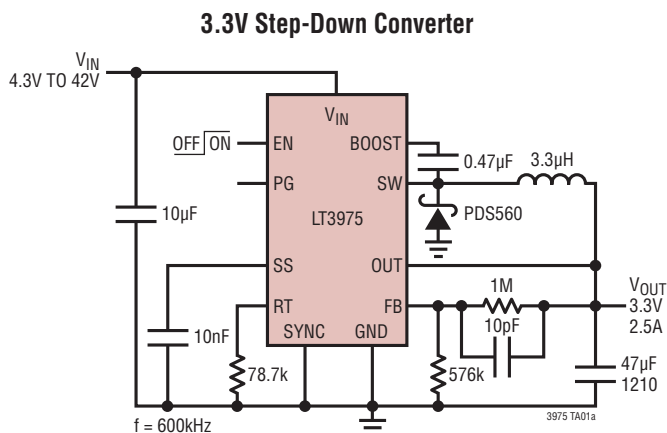 3.3V Step-Down Converter
VIN
4.3V TO 42V
VIN
OFF ON
EN
BOOST
0.47µF
3.3µH
PG
SW
PDS560
10µF
LT3975
SS
OUT
1M
VOUT
3.3V
2.5A
RT
FB
10pF
10nF
SYNC
GND
78.7k
576k
47µF
1210
f = 600kHz
3975 TA01a